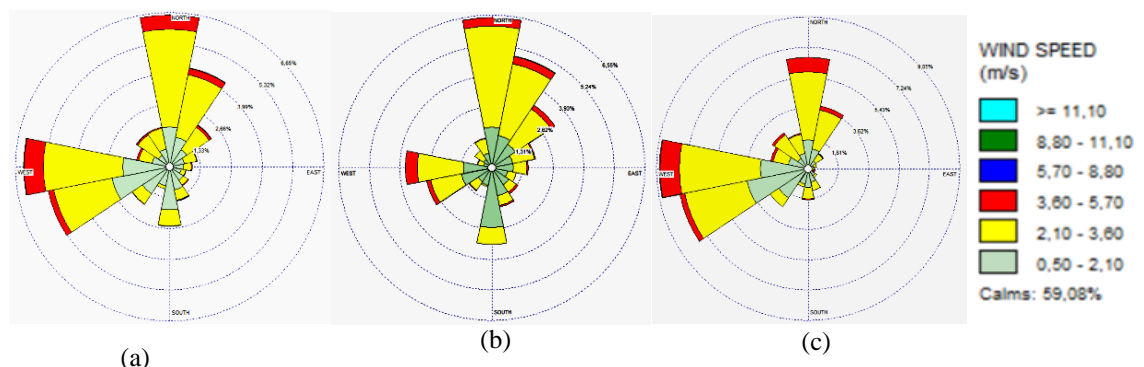 NORTH
6,65%
5,32%
3,99%
2,66%
1,33%
WEST
EAST
SOUTH
(a)
NORTH
6,55%
5,24%
3,93%
2,62%
1,31%
WEST
EAST
SOUTH
(b)
NORTH
9,05%
7,24%
5,43%
3,62%
1,81%
WEST
EAST
SOUTH
(c)
WIND SPEED
(m/s)
>= 11,10
8,80 - 11,10
5,70 - 8,80
3,60 - 5,70
2,10 - 3,60
0,50 - 2,10
Calms: 59,08%